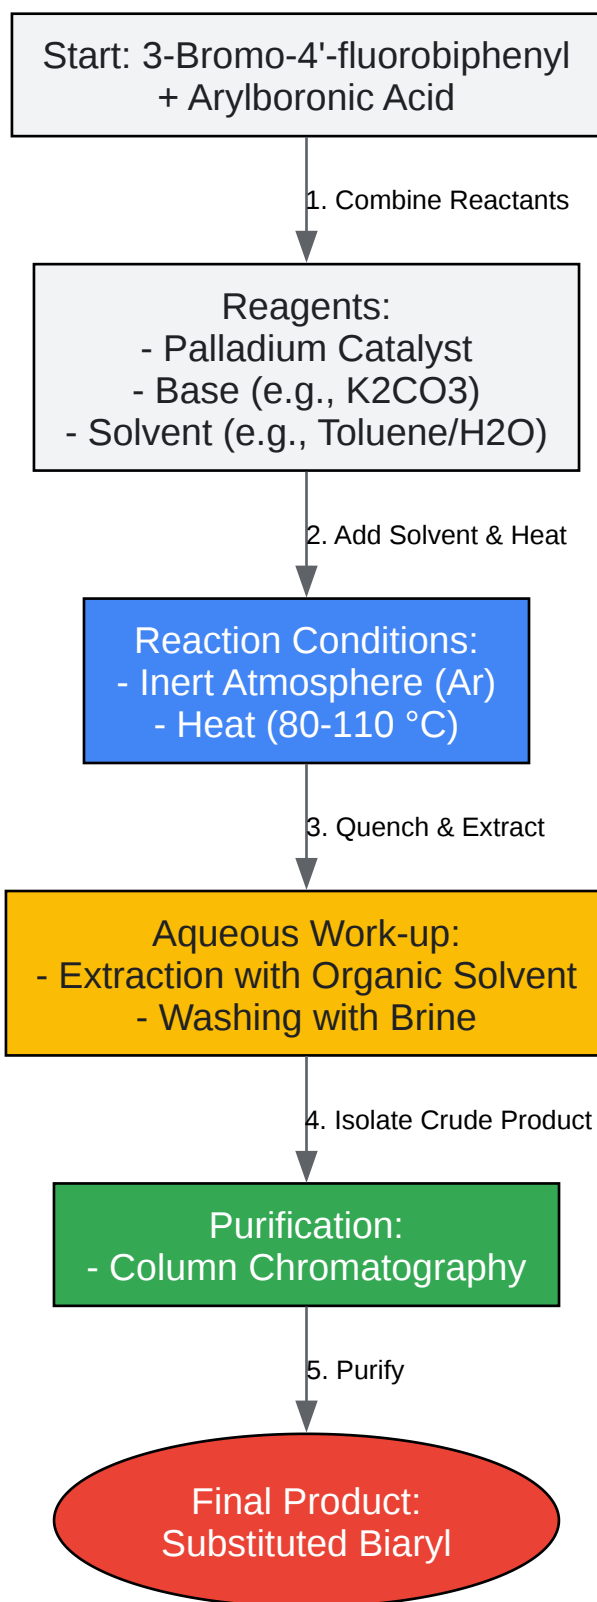 Start: 3-Bromo-4'-fluorobiphenyl
+ Arylboronic Acid
1. Combine Reactants
Reagents:
- Palladium Catalyst
- Base (e.g., K2CO3)
- Solvent (e.g., Toluene/H2O)
2. Add Solvent & Heat
Reaction Conditions:
- Inert Atmosphere (Ar)
- Heat (80-110 °C)
3. Quench & Extract
Aqueous Work-up:
- Extraction with Organic Solvent
- Washing with Brine
4. Isolate Crude Product
Purification:
- Column Chromatography
5. Purify
Final Product:
Substituted Biaryl